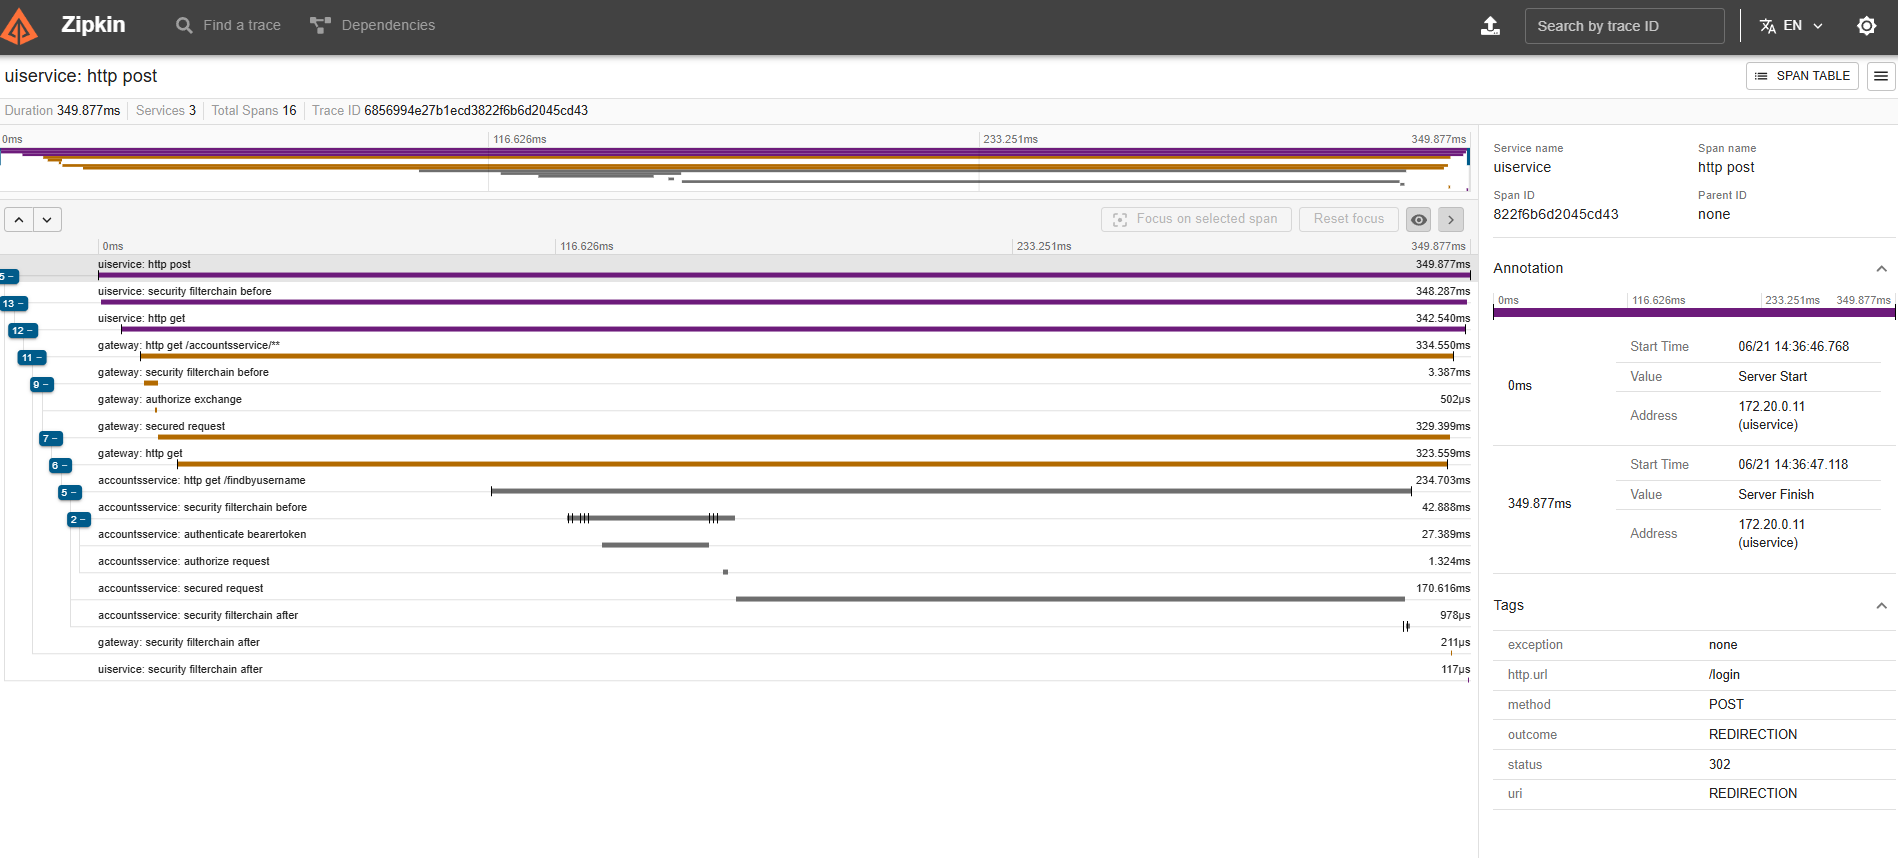 Zipkin
Find a trace
Dependencies
Search by trace ID
EN
uiservice: http post
SPAN TABLE
Duration 349.877ms Services 3 Total Spans 16 Trace ID 6856994e27b1ecd3822f6b6d2045cd43
0ms 116.626ms 233.251ms 349.877ms
Focus on selected span Reset focus
0ms 116.626ms 233.251ms 349.877ms
uiservice: http post 349.877ms
5 −
uiservice: security filterchain before 348.287ms
13 −
uiservice: http get 342.540ms
12 −
gateway: http get /accountsservice/** 334.550ms
11 −
gateway: security filterchain before 3.387ms
9 −
gateway: authorize exchange 502µs
gateway: secured request 329.399ms
7 −
gateway: http get 323.559ms
6 −
accountsservice: http get /findbyusername 234.703ms
5 −
accountsservice: security filterchain before 42.888ms
2 −
accountsservice: authenticate bearertoken 27.389ms
accountsservice: authorize request 1.324ms
accountsservice: secured request 170.616ms
accountsservice: security filterchain after 978µs
gateway: security filterchain after 211µs
uiservice: security filterchain after 117µs
Service name Span name
uiservice http post
Span ID Parent ID
822f6b6d2045cd43 none
Annotation
0ms 116.626ms 233.251ms 349.877ms
0ms
Start Time 06/21 14:36:46.768
Value Server Start
Address 172.20.0.11
(uiservice)
349.877ms
Start Time 06/21 14:36:47.118
Value Server Finish
Address 172.20.0.11
(uiservice)
Tags
exception none
http.url /login
method POST
outcome REDIRECTION
status 302
uri REDIRECTION